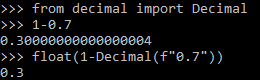 >>> from decimal import Decimal
>>> 1-0.7
0.30000000000000004
>>> float(1-Decimal(f"0.7"))
0.3